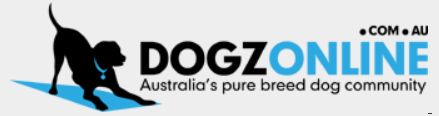 • COM • AU
DOGZONLINE
Australia's pure breed dog community